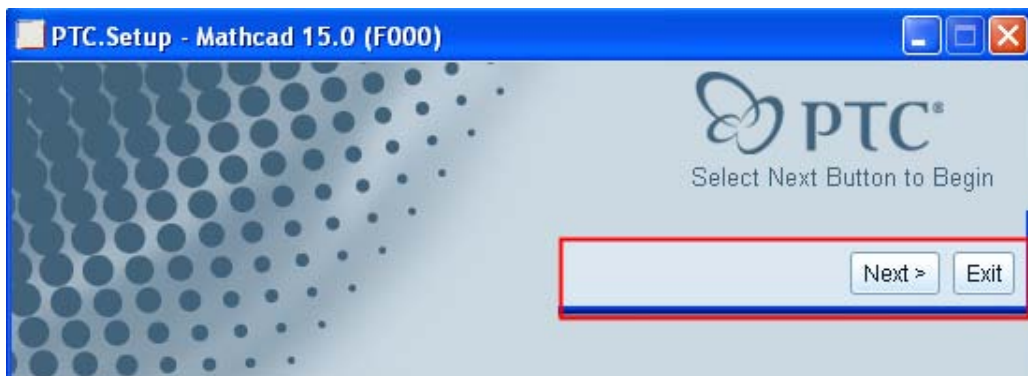 PTC.Setup - Mathcad 15.0 (F000)
PTC®
Select Next Button to Begin
Next > Exit